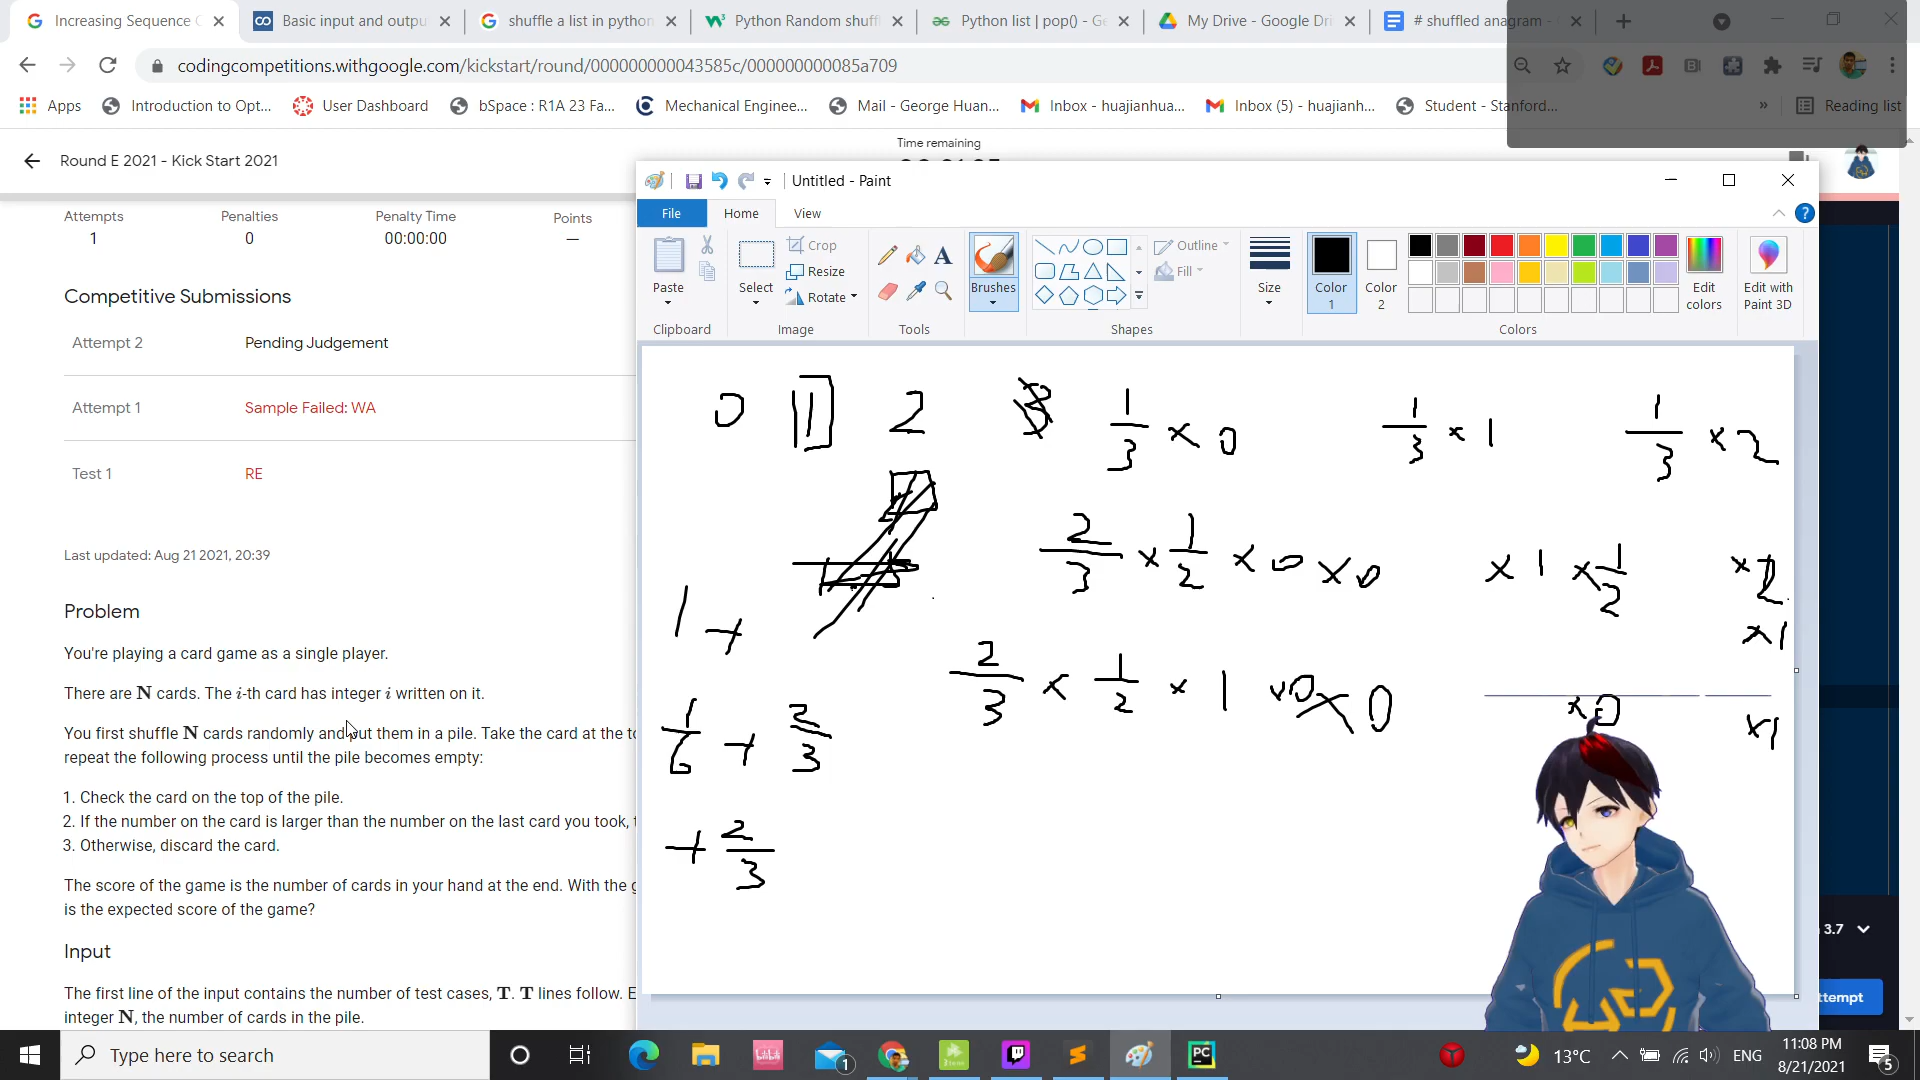 Increasing Sequence C
Basic input and outpu
shuffle a list in python
Python Random shuff
Python list | pop() - Ge
My Drive - Google Dri
# shuffled anagram -
codingcompetitions.withgoogle.com/kickstart/round/000000000043585c/000000000085a709
Apps
Introduction to Opt...
User Dashboard
bSpace : R1A 23 Fa...
Mechanical Enginee...
Mail - George Huan...
Inbox - huajianhua...
Inbox (5) - huajianh...
Student - Stanford...
»
Reading list
Time remaining
Round E 2021 - Kick Start 2021
Attempts
Penalties
Penalty Time
Points
1
0
00:00:00
—
Competitive Submissions
Attempt 2
Pending Judgement
Attempt 1
Sample Failed: WA
Test 1
RE
Last updated: Aug 21 2021, 20:39
Problem
You're playing a card game as a single player.
There are N cards. The i-th card has integer i written on it.
You first shuffle N cards randomly and put them in a pile. Take the card at the to
repeat the following process until the pile becomes empty:
1. Check the card on the top of the pile.
2. If the number on the card is larger than the number on the last card you took, t
3. Otherwise, discard the card.
The score of the game is the number of cards in your hand at the end. With the g
is the expected score of the game?
Input
The first line of the input contains the number of test cases, T. T lines follow. E
integer N, the number of cards in the pile.
Untitled - Paint
File
Home
View
Paste
Clipboard
Select
Crop
Resize
Rotate
Image
Tools
Brushes
Outline
Fill
Shapes
Size
Color
1
Color
2
Edit
colors
Edit with
Paint 3D
Colors
0 1 2
1/3 × 0
1/3 × 1
1/3 × 2
2/3 × 1/2 × 0 × 0
× 1 × 1/2
× 1
1 +
2/3 × 1/2 × 1 × 0 × 0
× 0
× 1
1/6 + 2/3
+ 2/3
3.7
ttempt
Type here to search
1
PC
13°C
ENG
11:08 PM
8/21/2021
5